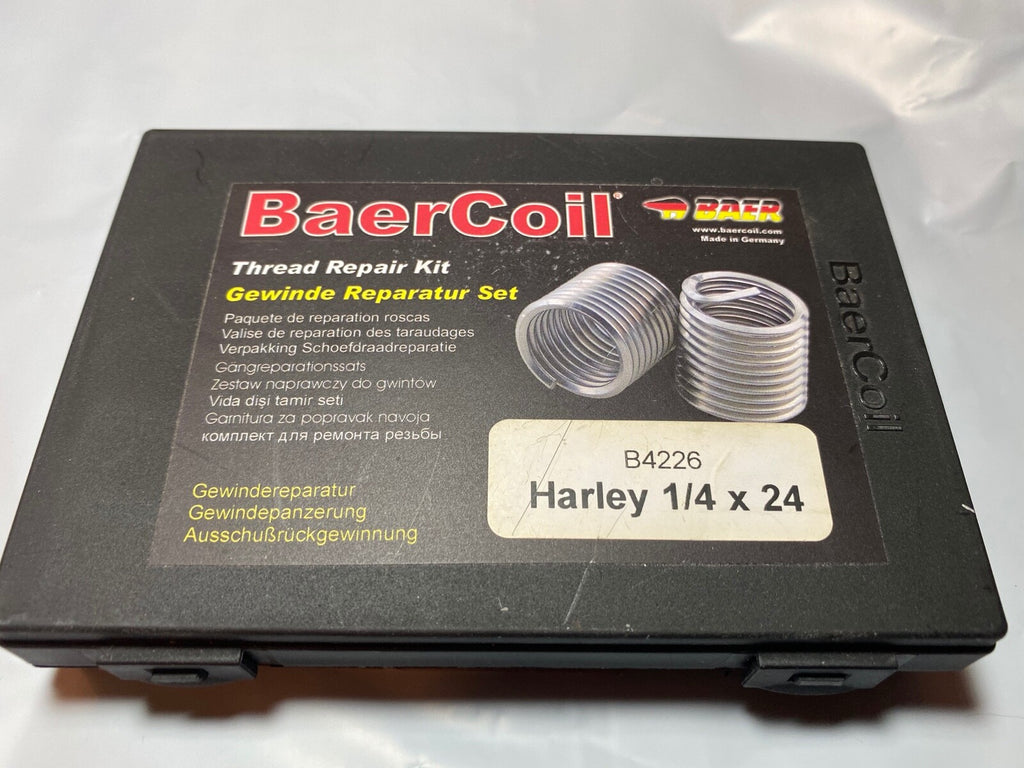 BaerCoil®
BAER
www.baercoil.com
Made in Germany
Thread Repair Kit
Gewinde Reparatur Set
Paquete de reparation roscas
Valise de reparation des taraudages
Verpakking Schoefdraadreparatie
Gängreparationssats
Zestaw naprawczy do gwintów
Vida dişi tamir seti
Garnitura za popravak navoja
комплект для ремонта резьбы
Gewindereparatur
Gewindepanzerung
Ausschußrückgewinnung
B4226
Harley 1/4 x 24
BaerCoil